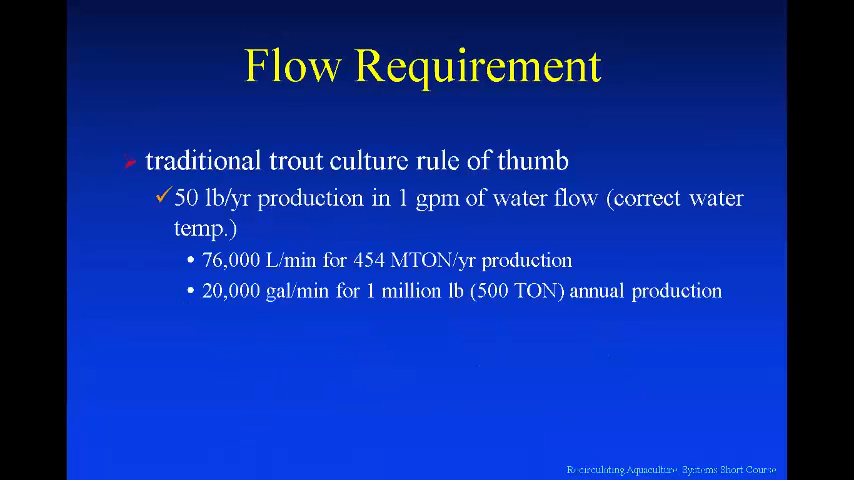 Flow Requirement
traditional trout culture rule of thumb
50 lb/yr production in 1 gpm of water flow (correct water
temp.)
• 76,000 L/min for 454 MTON/yr production
• 20,000 gal/min for 1 million lb (500 TON) annual production
Recirculating Aquaculture Systems Short Course